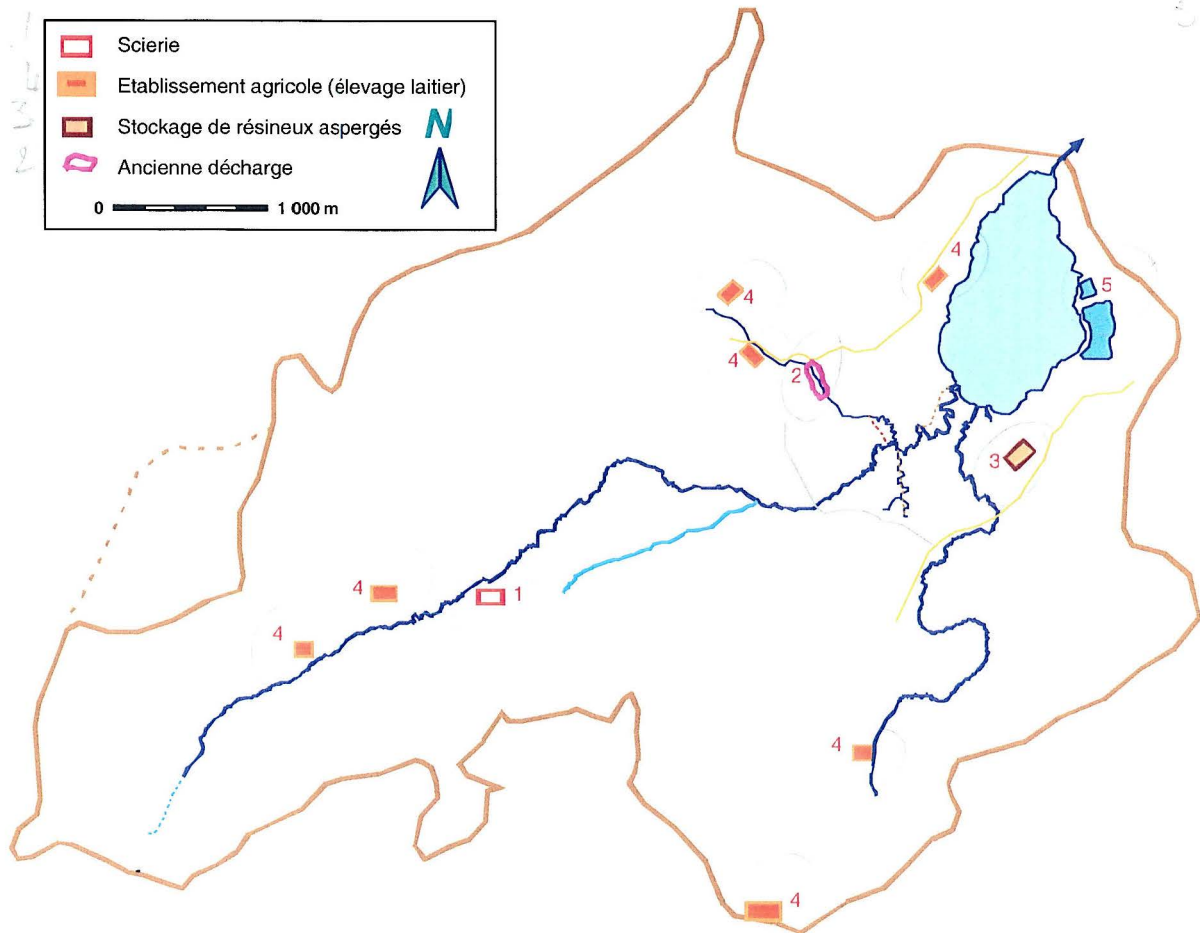 Scierie
Etablissement agricole (élevage laitier)
Stockage de résineux aspergés
N
Ancienne décharge
0 1 000 m
4
4
5
4
2
3
4
1
4
4
4